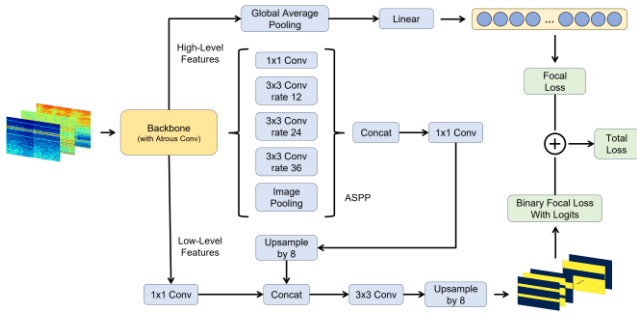 Global Average
Pooling
Linear
...
High-Level
Features
1x1 Conv
3x3 Conv
rate 12
3x3 Conv
rate 24
3x3 Conv
rate 36
Image
Pooling
ASPP
Backbone
(with Atrous Conv)
Concat
1x1 Conv
Focal
Loss
+
Total
Loss
Binary Focal Loss
With Logits
Low-Level
Features
Upsample
by 8
1x1 Conv
Concat
3x3 Conv
Upsample
by 8
...